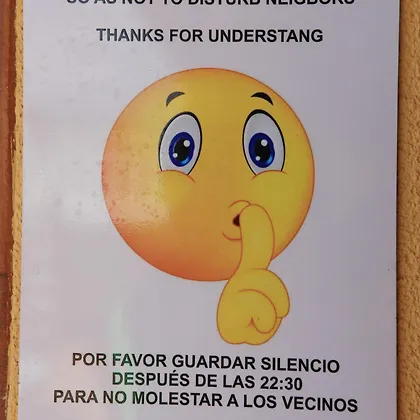 SO AS NOT TO DISTURB NEIGBORS
THANKS FOR UNDERSTANG
POR FAVOR GUARDAR SILENCIO
DESPUÉS DE LAS 22:30
PARA NO MOLESTAR A LOS VECINOS